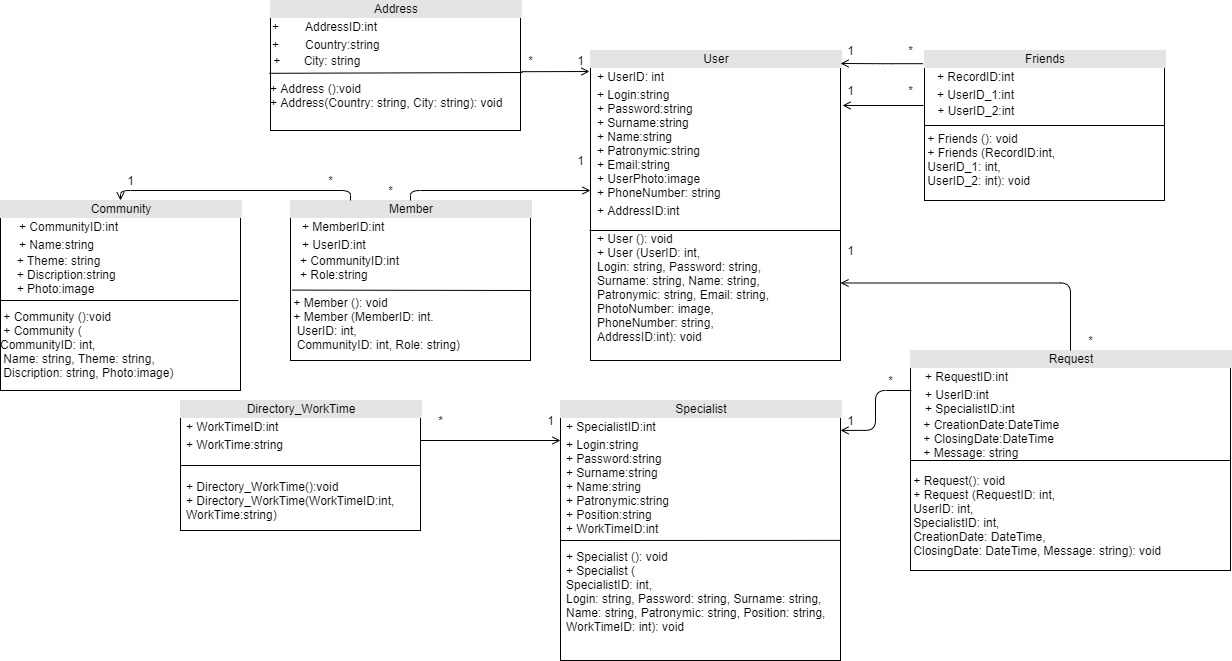 Address
+ AddressID:int
+ Country:string
+ City: string
+ Address ():void
+ Address(Country: string, City: string): void
* 1
User
+ UserID: int
+ Login:string
+ Password:string
+ Surname:string
+ Name:string
+ Patronymic:string
+ Email:string
+ UserPhoto:image
+ PhoneNumber: string
+ AddressID:int
+ User (): void
+ User (UserID: int,
Login: string, Password: string,
Surname: string, Name: string,
Patronymic: string, Email: string,
PhotoNumber: image,
PhoneNumber: string,
AddressID:int): void
1 *
1 *
Friends
+ RecordID:int
+ UserID_1:int
+ UserID_2:int
+ Friends (): void
+ Friends (RecordID:int,
UserID_1: int,
UserID_2: int): void
1 *
* 1
Community
+ CommunityID:int
+ Name:string
+ Theme: string
+ Discription:string
+ Photo:image
+ Community ():void
+ Community (
CommunityID: int,
Name: string, Theme: string,
Discription: string, Photo:image)
Member
+ MemberID:int
+ UserID:int
+ CommunityID:int
+ Role:string
+ Member (): void
+ Member (MemberID: int.
UserID: int,
CommunityID: int, Role: string)
1
*
Request
+ RequestID:int
+ UserID:int
+ SpecialistID:int
+ CreationDate:DateTime
+ ClosingDate:DateTime
+ Message: string
+ Request(): void
+ Request (RequestID: int,
UserID: int,
SpecialistID: int,
CreationDate: DateTime,
ClosingDate: DateTime, Message: string): void
*
1
Directory_WorkTime
+ WorkTimeID:int
+ WorkTime:string
+ Directory_WorkTime():void
+ Directory_WorkTime(WorkTimeID:int,
WorkTime:string)
* 1
Specialist
+ SpecialistID:int
+ Login:string
+ Password:string
+ Surname:string
+ Name:string
+ Patronymic:string
+ Position:string
+ WorkTimeID:int
+ Specialist (): void
+ Specialist (
SpecialistID: int,
Login: string, Password: string, Surname: string,
Name: string, Patronymic: string, Position: string,
WorkTimeID: int): void